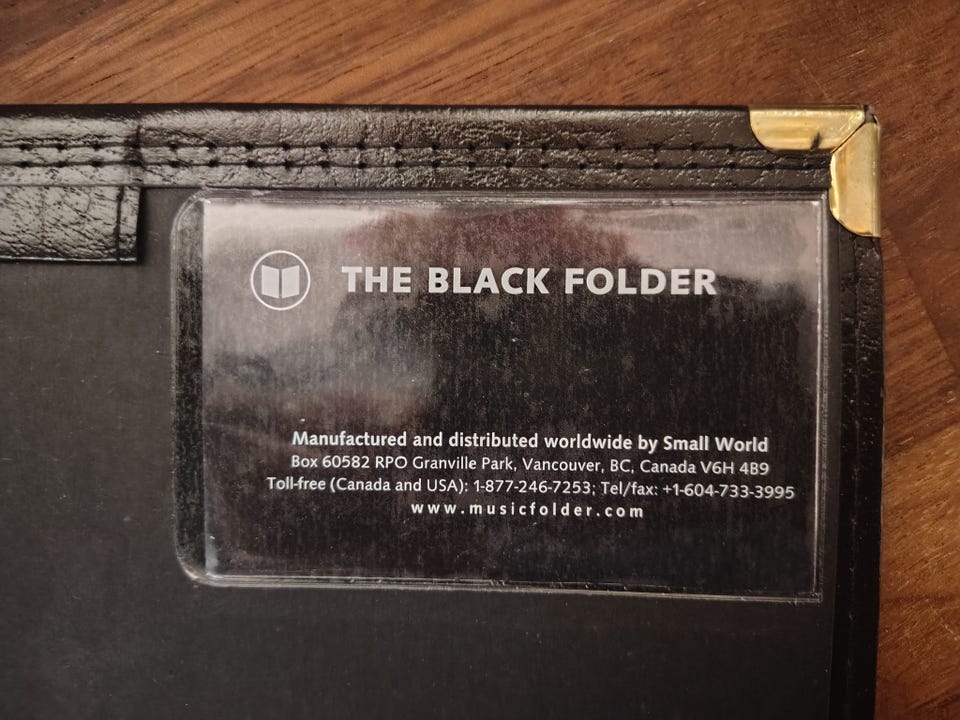 THE BLACK FOLDER
Manufactured and distributed worldwide by Small World
Box 60582 RPO Granville Park, Vancouver, BC, Canada V6H 4B9
Toll-free (Canada and USA): 1-877-246-7253; Tel/fax: +1-604-733-3995
www.musicfolder.com